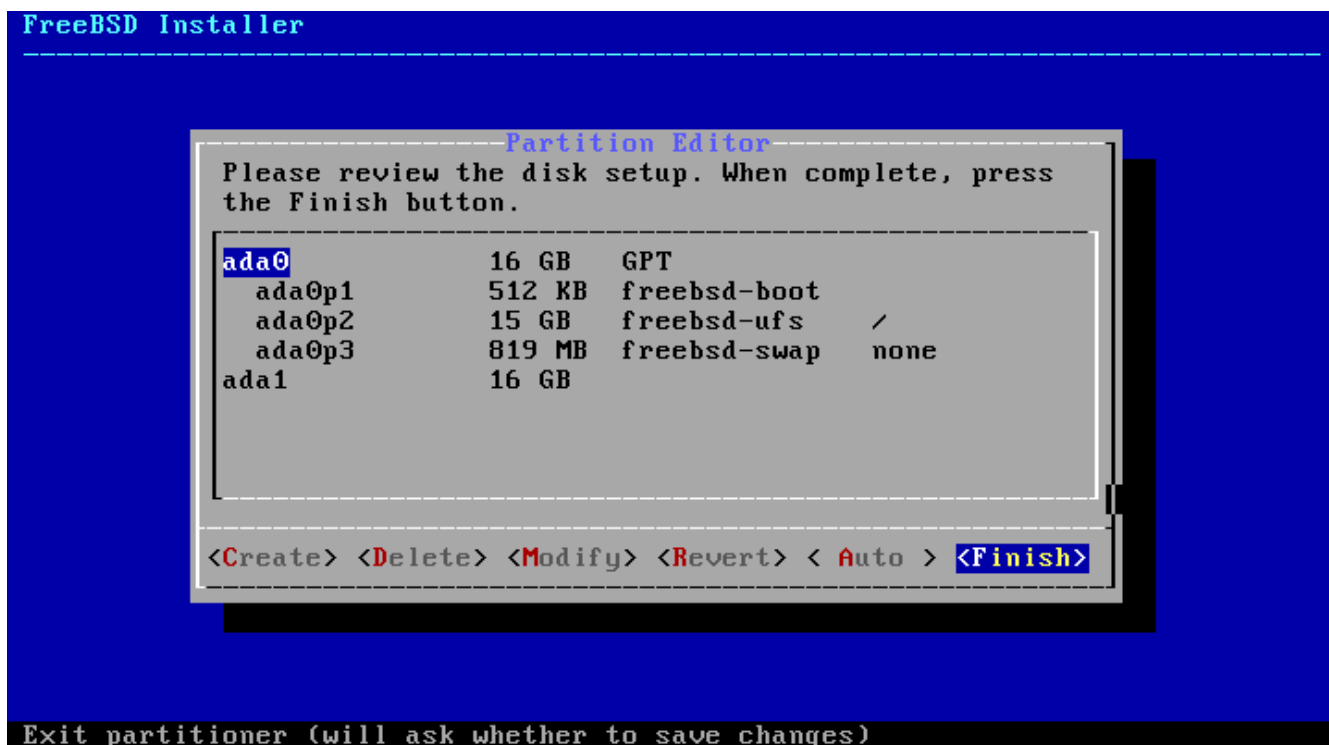 FreeBSD Installer
Partition Editor
Please review the disk setup. When complete, press
the Finish button.
ada0 16 GB GPT
ada0p1 512 KB freebsd-boot
ada0p2 15 GB freebsd-ufs /
ada0p3 819 MB freebsd-swap none
ada1 16 GB
<Create> <Delete> <Modify> <Revert> < Auto > <Finish>
Exit partitioner (will ask whether to save changes)